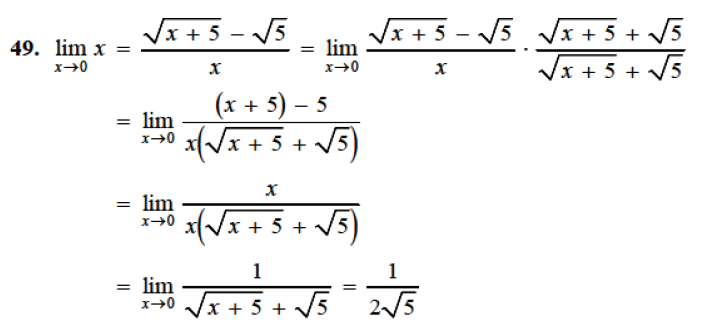 49. lim x→0 x = (√(x + 5) − √5)/x = lim x→0 (√(x + 5) − √5)/x · (√(x + 5) + √5)/(√(x + 5) + √5)
= lim x→0 ((x + 5) − 5)/(x(√(x + 5) + √5))
= lim x→0 x/(x(√(x + 5) + √5))
= lim x→0 1/(√(x + 5) + √5) = 1/(2√5)